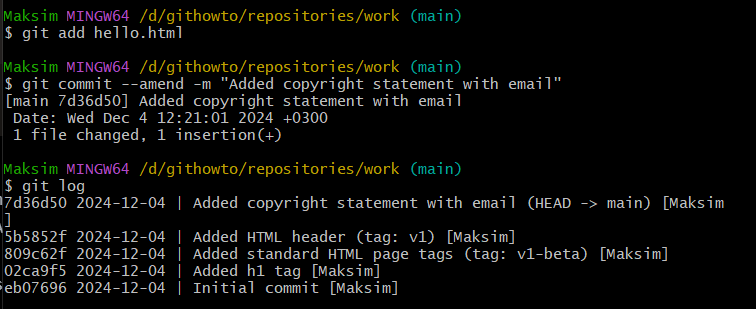 Maksim MINGW64 /d/githowto/repositories/work (main)
$ git add hello.html
Maksim MINGW64 /d/githowto/repositories/work (main)
$ git commit --amend -m "Added copyright statement with email"
[main 7d36d50] Added copyright statement with email
 Date: Wed Dec 4 12:21:01 2024 +0300
 1 file changed, 1 insertion(+)
Maksim MINGW64 /d/githowto/repositories/work (main)
$ git log
7d36d50 2024-12-04 | Added copyright statement with email (HEAD -> main) [Maksim
]
5b5852f 2024-12-04 | Added HTML header (tag: v1) [Maksim]
809c62f 2024-12-04 | Added standard HTML page tags (tag: v1-beta) [Maksim]
02ca9f5 2024-12-04 | Added h1 tag [Maksim]
eb07696 2024-12-04 | Initial commit [Maksim]